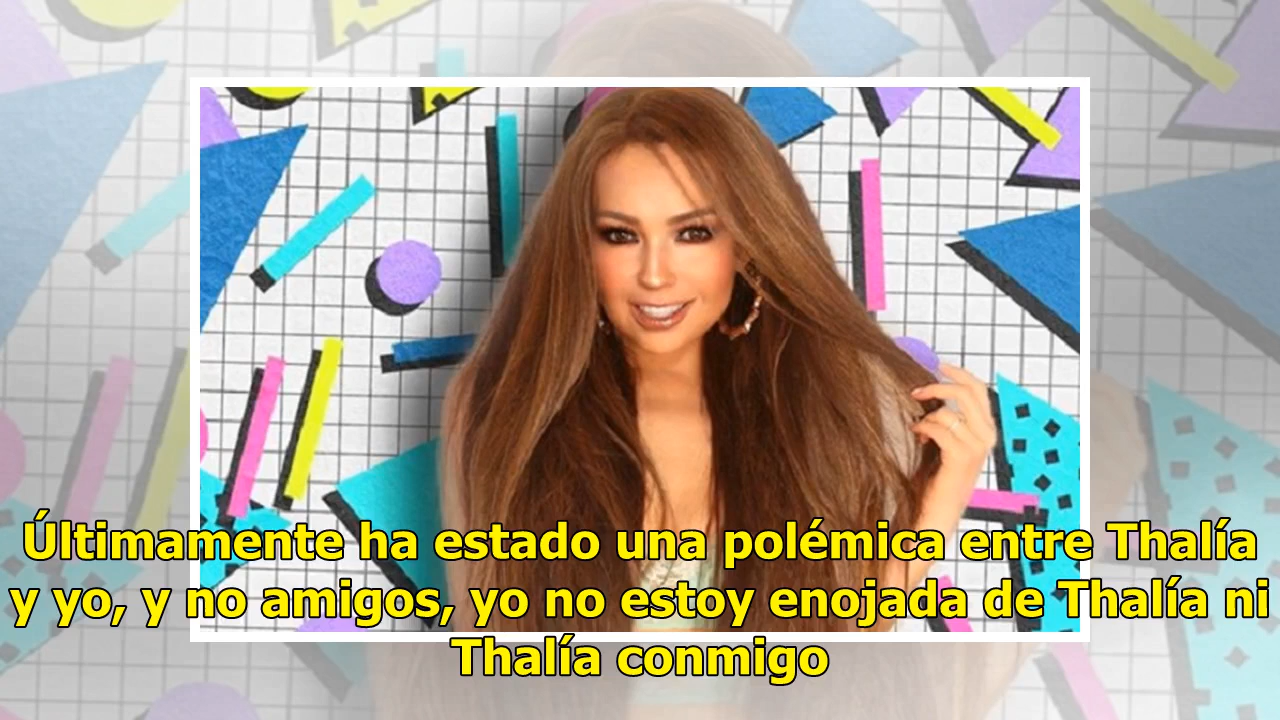 Últimamente ha estado una polémica entre Thalía
y yo, y no amigos, yo no estoy enojada de Thalía ni
Thalía conmigo